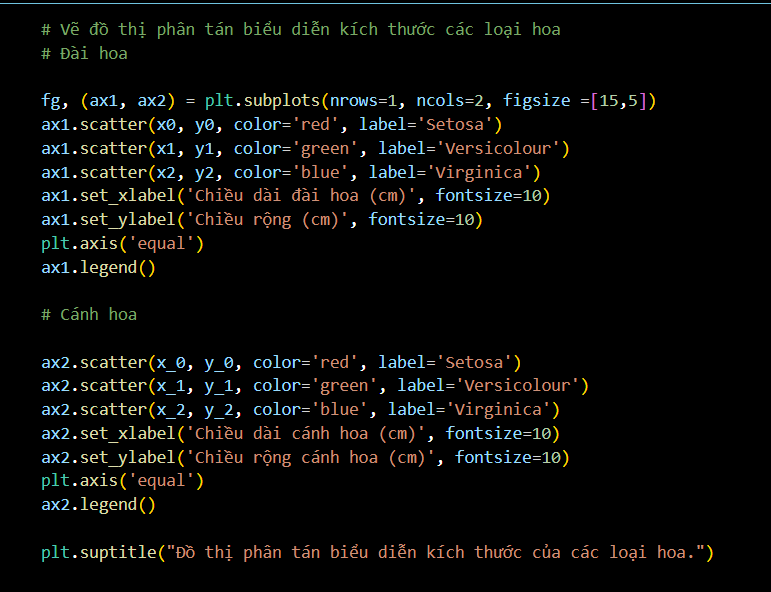 # Vẽ đồ thị phân tán biểu diễn kích thước các loại hoa
# Đài hoa
fg, (ax1, ax2) = plt.subplots(nrows=1, ncols=2, figsize =[15,5])
ax1.scatter(x0, y0, color='red', label='Setosa')
ax1.scatter(x1, y1, color='green', label='Versicolour')
ax1.scatter(x2, y2, color='blue', label='Virginica')
ax1.set_xlabel('Chiều dài đài hoa (cm)', fontsize=10)
ax1.set_ylabel('Chiều rộng (cm)', fontsize=10)
plt.axis('equal')
ax1.legend()
# Cánh hoa
ax2.scatter(x_0, y_0, color='red', label='Setosa')
ax2.scatter(x_1, y_1, color='green', label='Versicolour')
ax2.scatter(x_2, y_2, color='blue', label='Virginica')
ax2.set_xlabel('Chiều dài cánh hoa (cm)', fontsize=10)
ax2.set_ylabel('Chiều rộng cánh hoa (cm)', fontsize=10)
plt.axis('equal')
ax2.legend()
plt.suptitle("Đồ thị phân tán biểu diễn kích thước của các loại hoa.")